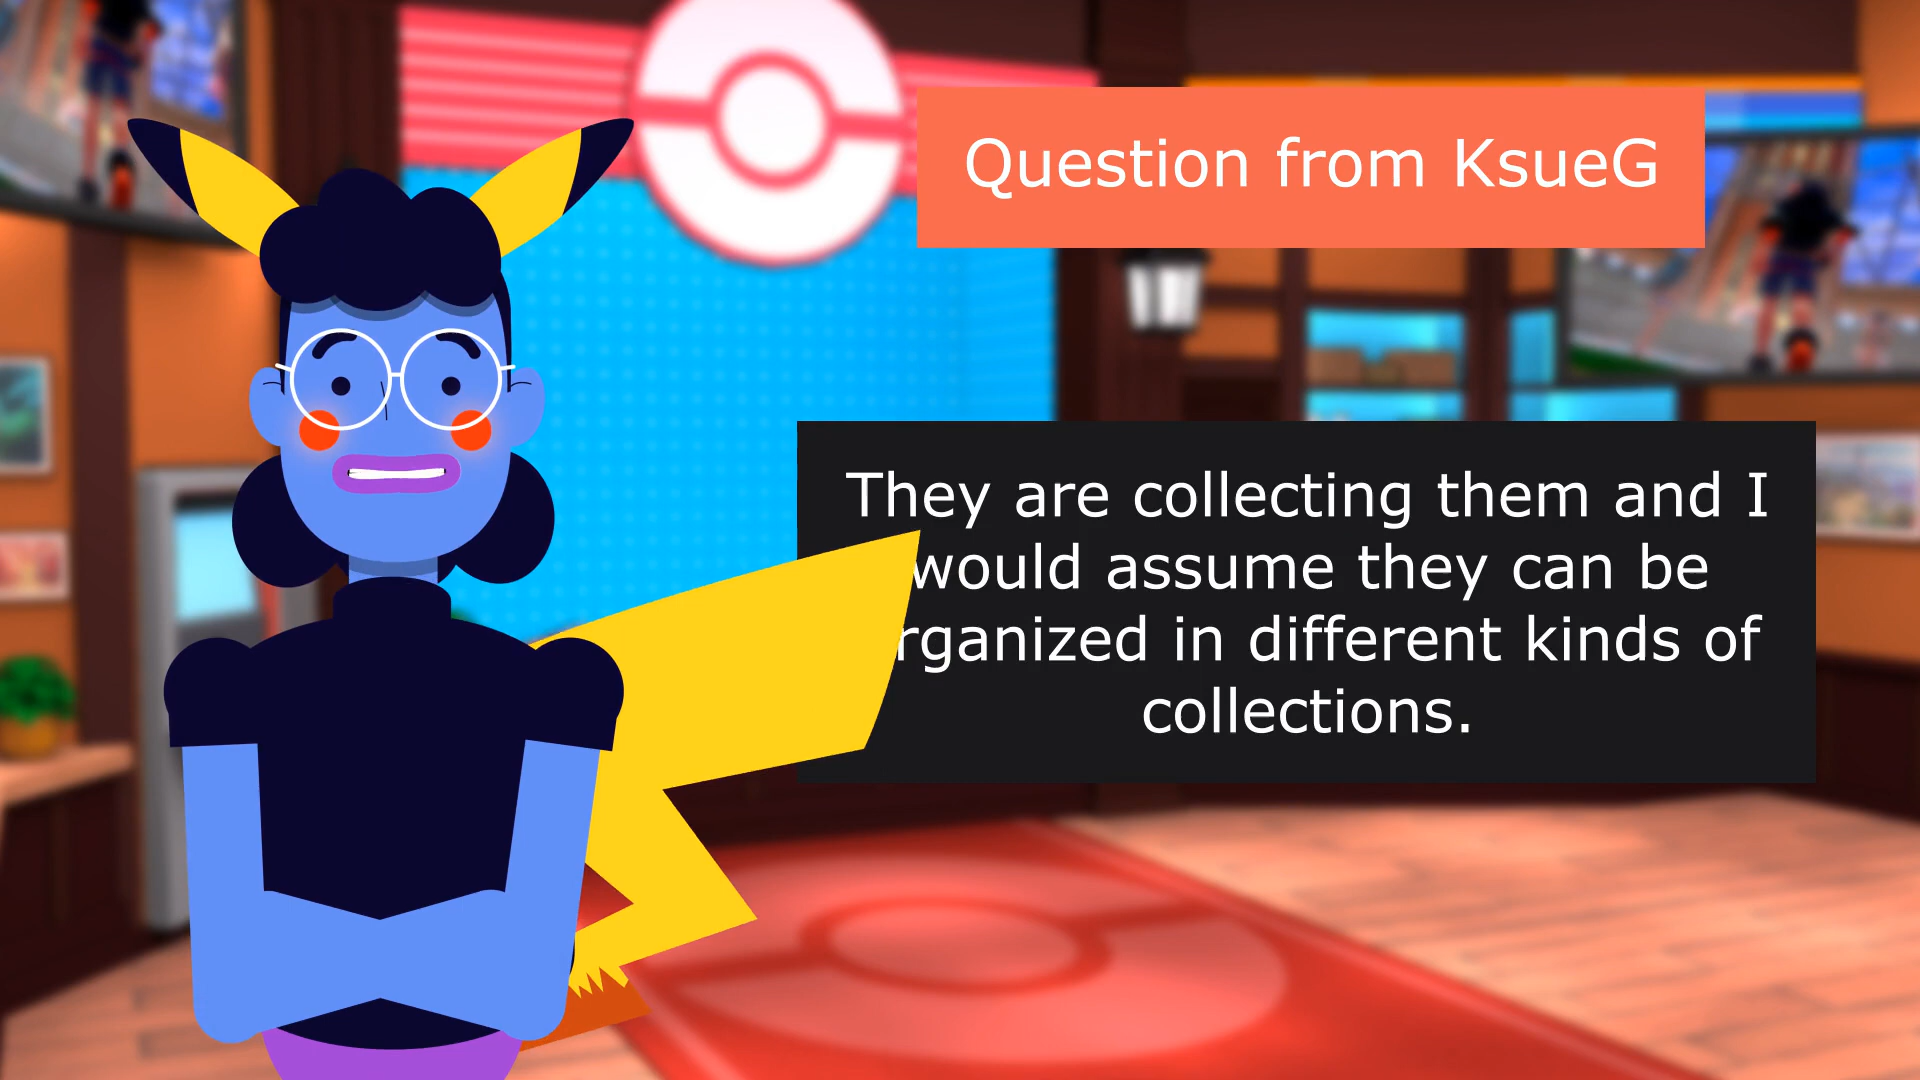 Question from KsueG
They are collecting them and I
would assume they can be
rganized in different kinds of
collections.